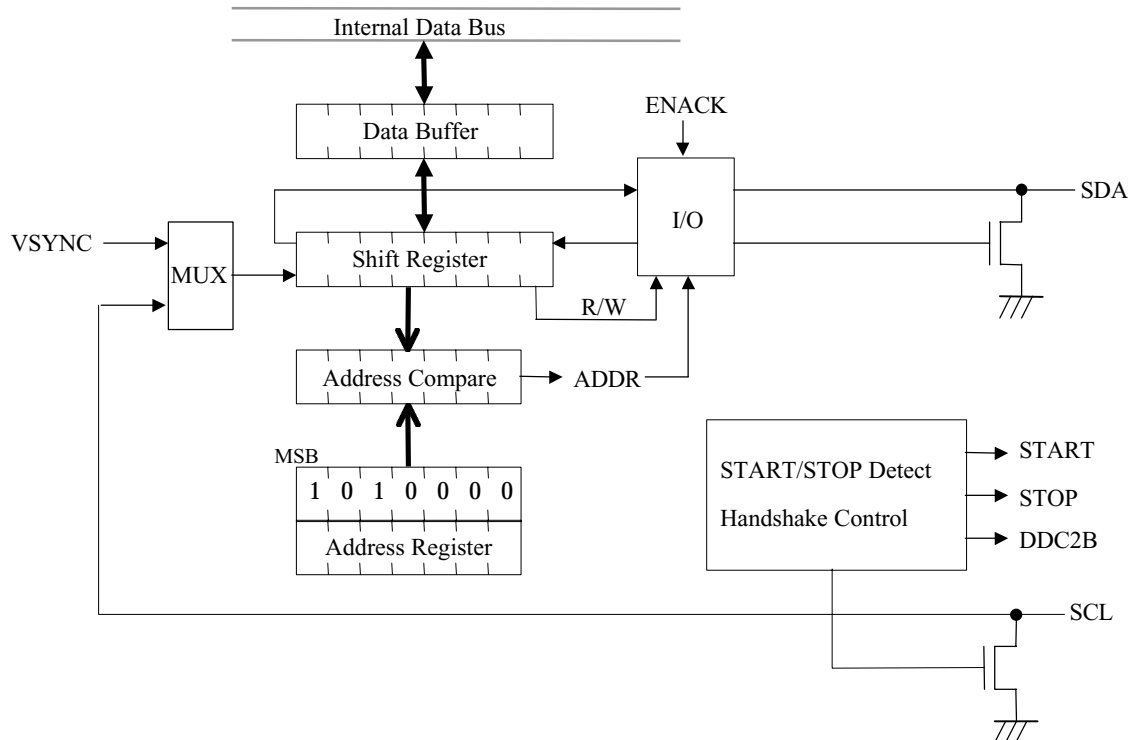 Internal Data Bus
ENACK
Data Buffer
SDA
I/O
VSYNC
MUX
Shift Register
R/W
Address Compare
ADDR
MSB
1 0 1 0 0 0 0
Address Register
START/STOP Detect
Handshake Control
START
STOP
DDC2B
SCL